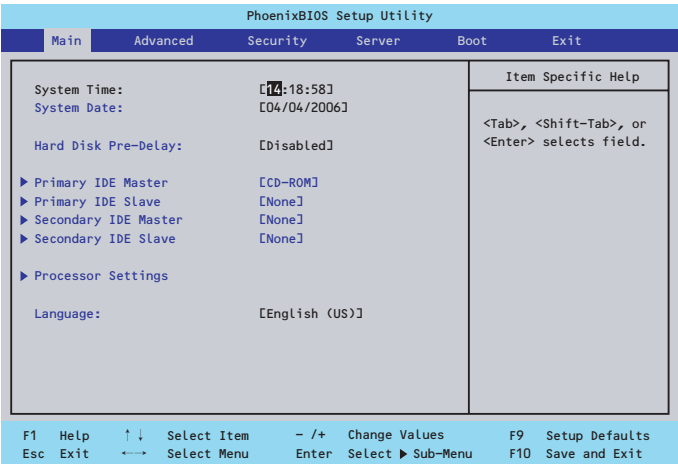 PhoenixBIOS Setup Utility
Main Advanced Security Server Boot Exit
Item Specific Help
System Time: [14:18:58]
System Date: [04/04/2006]
<Tab>, <Shift-Tab>, or
<Enter> selects field.
Hard Disk Pre-Delay: [Disabled]
▶ Primary IDE Master [CD-ROM]
▶ Primary IDE Slave [None]
▶ Secondary IDE Master [None]
▶ Secondary IDE Slave [None]
▶ Processor Settings
Language: [English (US)]
F1 Help ↑↓ Select Item - /+ Change Values F9 Setup Defaults
Esc Exit ←→ Select Menu Enter Select ▶ Sub-Menu F10 Save and Exit